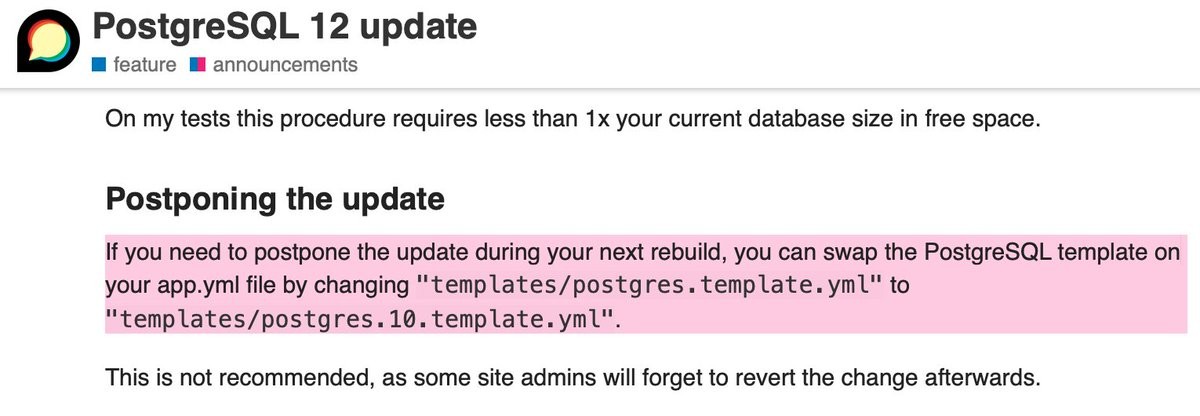 PostgreSQL 12 update
feature announcements
On my tests this procedure requires less than 1x your current database size in free space.
Postponing the update
If you need to postpone the update during your next rebuild, you can swap the PostgreSQL template on
your app.yml file by changing "templates/postgres.template.yml" to
"templates/postgres.10.template.yml".
This is not recommended, as some site admins will forget to revert the change afterwards.